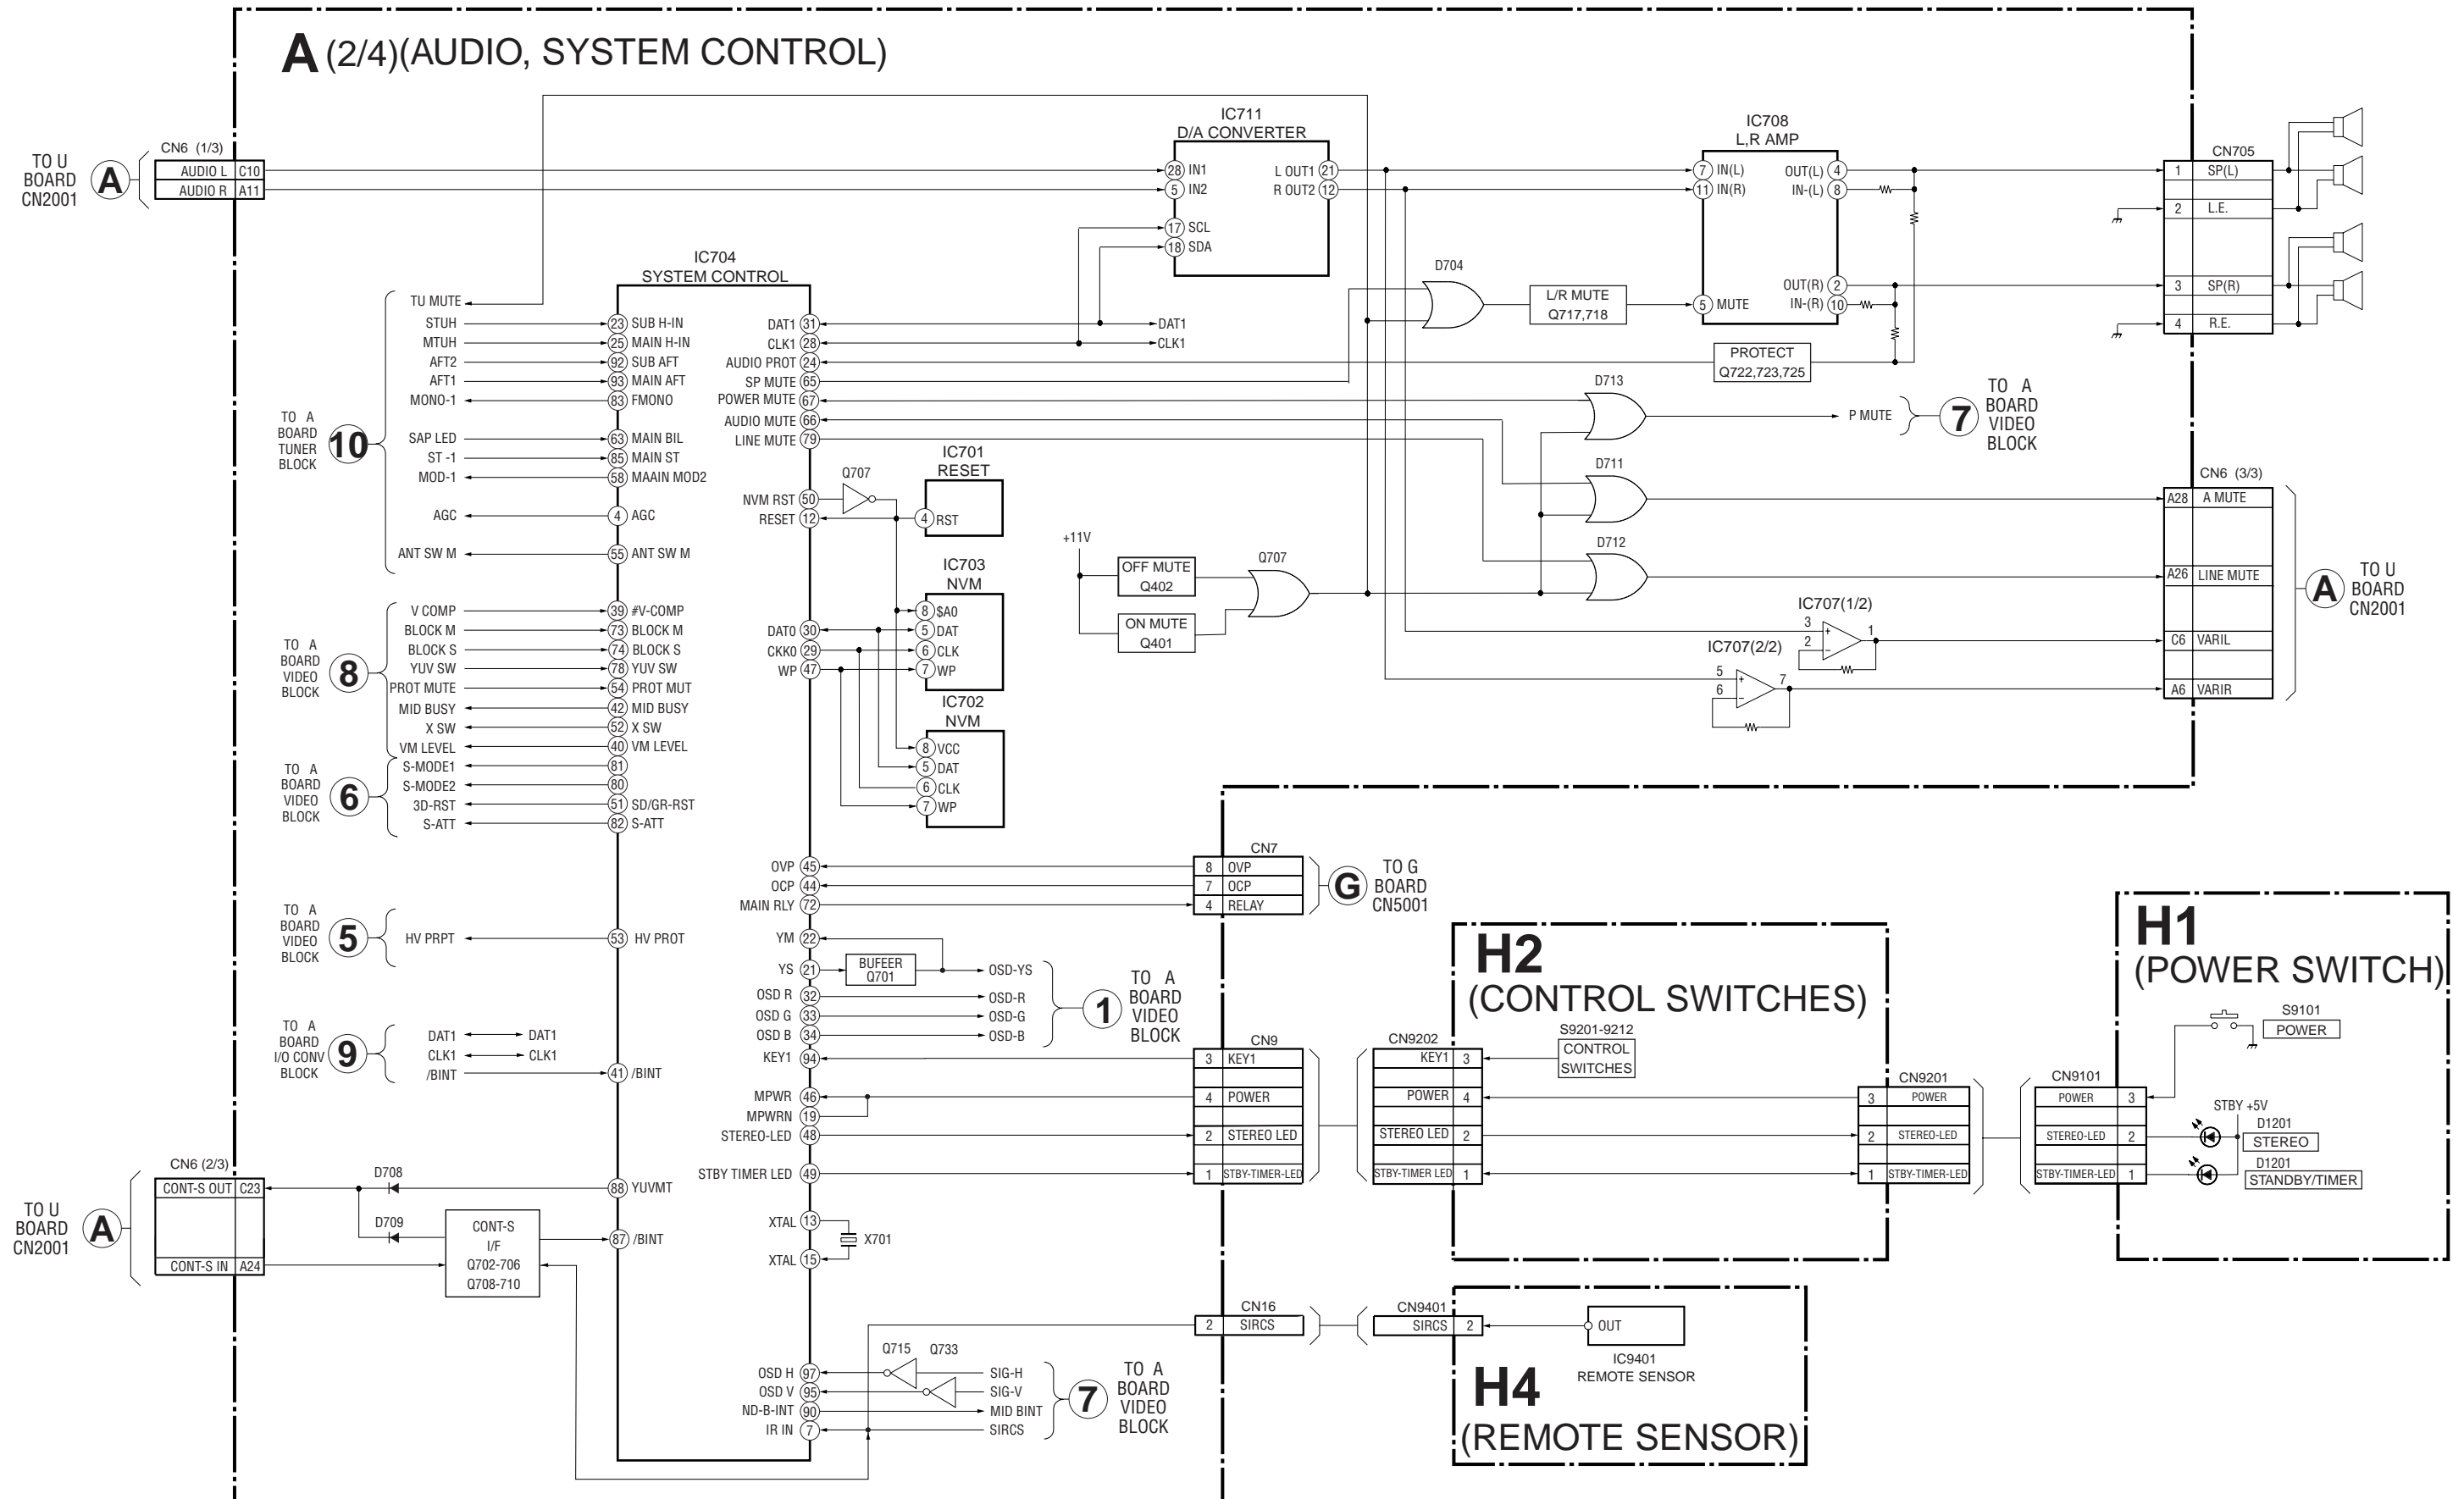 A (2/4)(AUDIO, SYSTEM CONTROL)
TO U
BOARD
CN2001
A
CN6 (1/3)
AUDIO L C10
AUDIO R A11
IC711
D/A CONVERTER
28 IN1
5 IN2
17 SCL
18 SDA
L OUT1 21
R OUT2 12
IC708
L,R AMP
7 IN(L)
11 IN(R)
5 MUTE
OUT(L) 4
IN-(L) 8
OUT(R) 2
IN-(R) 10
CN705
1 SP(L)
2 L.E.
3 SP(R)
4 R.E.
D704
L/R MUTE
Q717,718
PROTECT
Q722,723,725
IC704
SYSTEM CONTROL
TO A
BOARD
TUNER
BLOCK
10
TU MUTE
STUH 23 SUB H-IN
MTUH 25 MAIN H-IN
AFT2 92 SUB AFT
AFT1 93 MAIN AFT
MONO-1 83 FMONO
SAP LED 63 MAIN BIL
ST -1 85 MAIN ST
MOD-1 58 MAAIN MOD2
AGC 4 AGC
ANT SW M 55 ANT SW M
TO A
BOARD
VIDEO
BLOCK
8
V COMP 39 #V-COMP
BLOCK M 73 BLOCK M
BLOCK S 74 BLOCK S
YUV SW 78 YUV SW
PROT MUTE 54 PROT MUT
MID BUSY 42 MID BUSY
X SW 52 X SW
VM LEVEL 40 VM LEVEL
TO A
BOARD
VIDEO
BLOCK
6
S-MODE1 81
S-MODE2 80
3D-RST 51 SD/GR-RST
S-ATT 82 S-ATT
TO A
BOARD
VIDEO
BLOCK
5
HV PRPT 53 HV PROT
TO A
BOARD
I/O CONV
BLOCK
9
DAT1 DAT1
CLK1 CLK1
/BINT 41 /BINT
TO U
BOARD
CN2001
A
CN6 (2/3)
CONT-S OUT C23
CONT-S IN A24
D708
D709
CONT-S
I/F
Q702-706
Q708-710
88 YUVMT
87 /BINT
DAT1 31 DAT1
CLK1 28 CLK1
AUDIO PROT 24
SP MUTE 65
POWER MUTE 67
AUDIO MUTE 66
LINE MUTE 79
NVM RST 50
RESET 12
Q707
IC701
RESET
4 RST
DAT0 30
CKK0 29
WP 47
IC703
NVM
8 $A0
5 DAT
6 CLK
7 WP
IC702
NVM
8 VCC
5 DAT
6 CLK
7 WP
+11V
OFF MUTE
Q402
ON MUTE
Q401
Q707
D713
P MUTE
7
TO A
BOARD
VIDEO
BLOCK
D711
D712
IC707(1/2)
3
2
1
+
−
IC707(2/2)
5
6
7
+
−
CN6 (3/3)
A28 A MUTE
A26 LINE MUTE
C6 VARIL
A6 VARIR
A
TO U
BOARD
CN2001
OVP 45
OCP 44
MAIN RLY 72
CN7
8 OVP
7 OCP
4 RELAY
G
TO G
BOARD
CN5001
YM 22
YS 21
BUFEER
Q701
OSD-YS
OSD R 32 OSD-R
OSD G 33 OSD-G
OSD B 34 OSD-B
1
TO A
BOARD
VIDEO
BLOCK
KEY1 94
MPWR 46
MPWRN 19
STEREO-LED 48
STBY TIMER LED 49
CN9
3 KEY1
4 POWER
2 STEREO LED
1 STBY-TIMER-LED
H2
(CONTROL SWITCHES)
CN9202
KEY1 3
POWER 4
STEREO LED 2
STBY-TIMER LED 1
S9201-9212
CONTROL
SWITCHES
CN9201
3 POWER
2 STEREO-LED
1 STBY-TIMER-LED
H1
(POWER SWITCH)
CN9101
POWER 3
STEREO-LED 2
STBY-TIMER-LED 1
S9101
POWER
STBY +5V
D1201
STEREO
D1201
STANDBY/TIMER
XTAL 13
XTAL 15
X701
CN16
2 SIRCS
CN9401
SIRCS 2
OUT
IC9401
REMOTE SENSOR
H4
(REMOTE SENSOR)
Q715 Q733
OSD H 97 SIG-H
OSD V 95 SIG-V
ND-B-INT 90 MID BINT
IR IN 7 SIRCS
7
TO A
BOARD
VIDEO
BLOCK